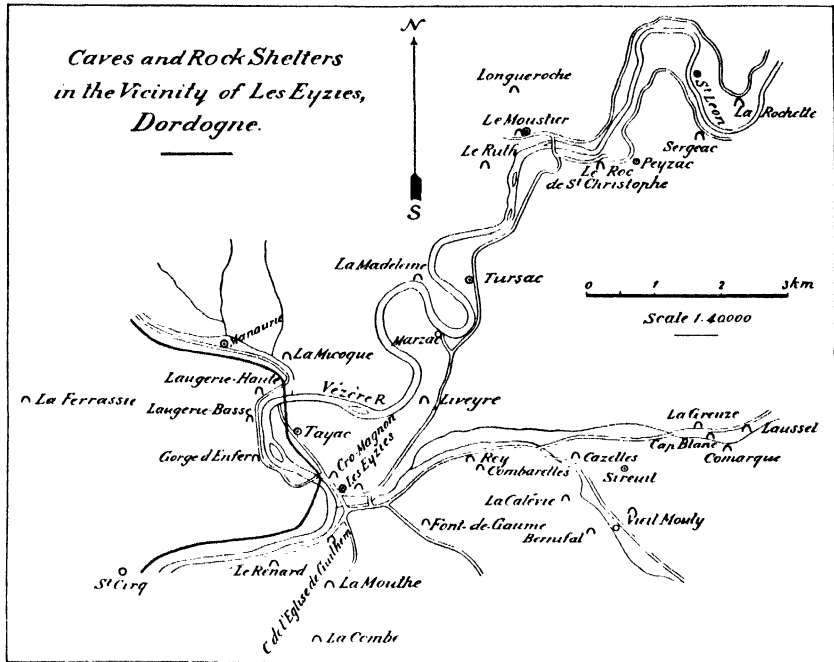 Caves and Rock Shelters
in the Vicinity of Les Eyzies,
Dordogne.
N
S
Longueroche
Le Moustier
Le Ruth
St Léon
La Rochette
Sergeac
Le Roc
de St Christophe
Peyzac
La Madeleine
Tursac
0 1 2 3 km
Scale 1:40000
Manaurie
Marzac
La Micoque
Laugerie-Haute
Vézère R.
La Ferrassie
Laugerie-Basse
Liveyre
Tayac
Cro-Magnon
Les Eyzies
Gorge d'Enfer
La Greuze
Laussel
Cap Blanc
Comarque
Rey
Combarelles
Cazelles
Sireuil
La Calévie
Vieil Mouly
Font-de-Gaume
Bernifal
St Cirq
Le Renard
C. de l'Eglise de Guilhem
La Mouthe
La Combe